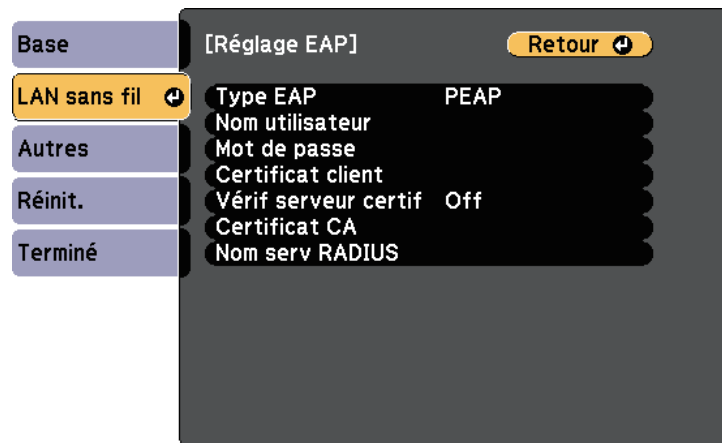 Base
LAN sans fil
Autres
Réinit.
Terminé
[Réglage EAP] Retour
Type EAP PEAP
Nom utilisateur
Mot de passe
Certificat client
Vérif serveur certif Off
Certificat CA
Nom serv RADIUS